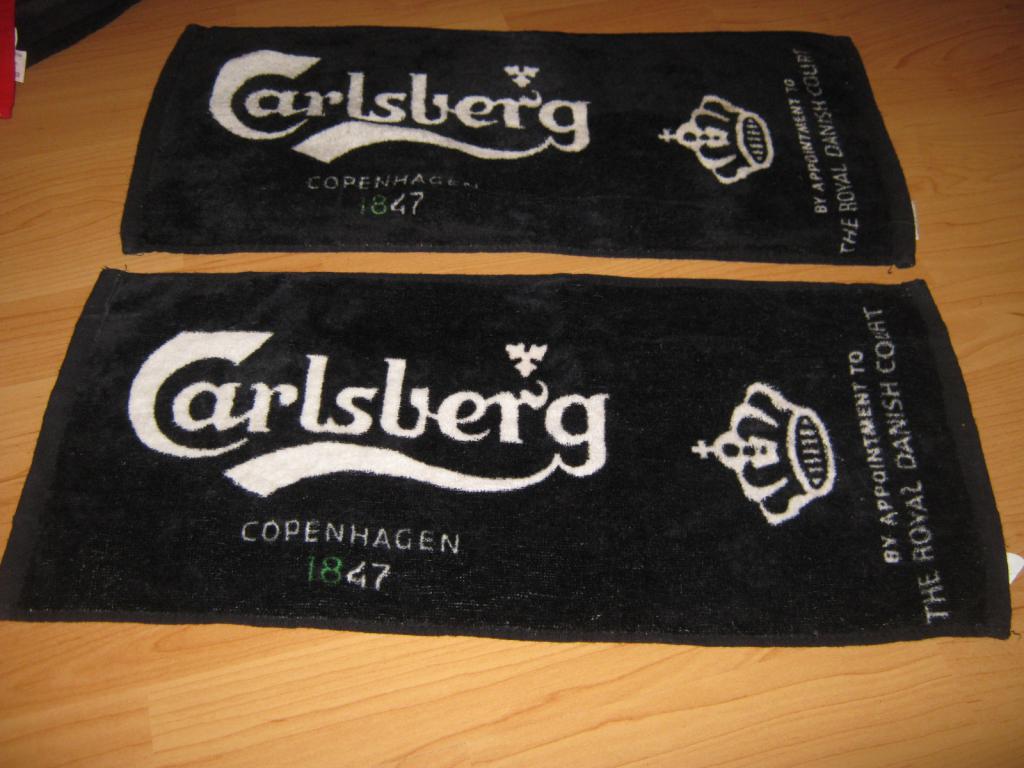 Carlsberg
COPENHAGEN
1847
BY APPOINTMENT TO
THE ROYAL DANISH COURT
Carlsberg
COPENHAGEN
1847
BY APPOINTMENT TO
THE ROYAL DANISH COURT